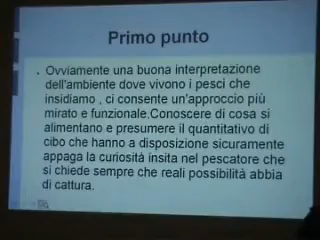 Primo punto
. Ovviamente una buona interpretazione
dell'ambiente dove vivono i pesci che
insidiamo , ci consente un'approccio più
mirato e funzionale.Conoscere di cosa si
alimentano e presumere il quantitativo di
cibo che hanno a disposizione sicuramente
appaga la curiosità insita nel pescatore che
si chiede sempre che reali possibilità abbia
di cattura.